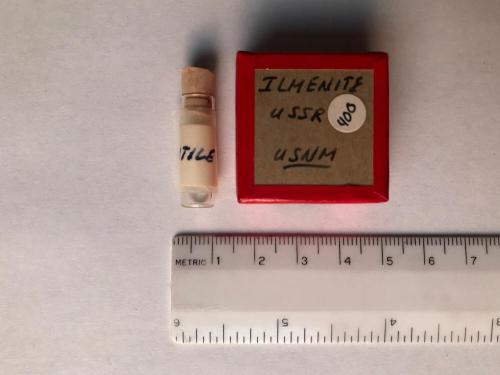 ILMENITE
USSR 400
USNM
TILE
METRIC 1 2 3 4 5 6 7
6 5 4 3